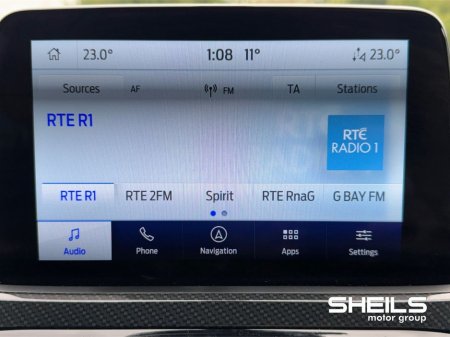 23.0° 1:08 11° 23.0°
Sources AF FM TA Stations
RTE R1
RTÉ
RADIO 1
RTE R1 RTE 2FM Spirit RTE RnaG G BAY FM
Audio Phone Navigation Apps Settings
SHEILS
motor group